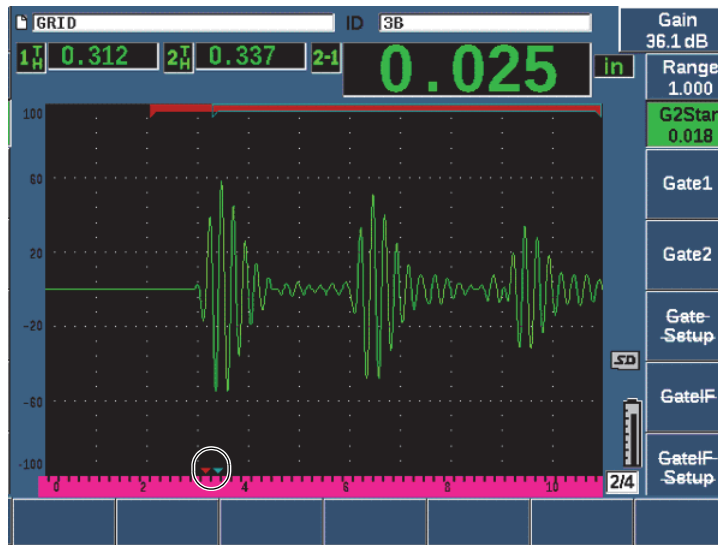 GRID
ID
3B
Gain
36.1 dB
1 T H 0.312
2 T H 0.337
2-1
0.025
in
Range
1.000
G2Star
0.018
Gate1
Gate2
Gate
Setup
GateIF
GateIF
Setup
100
60
20
-20
-60
-100
0 2 4 6 8 10
SD
2/4